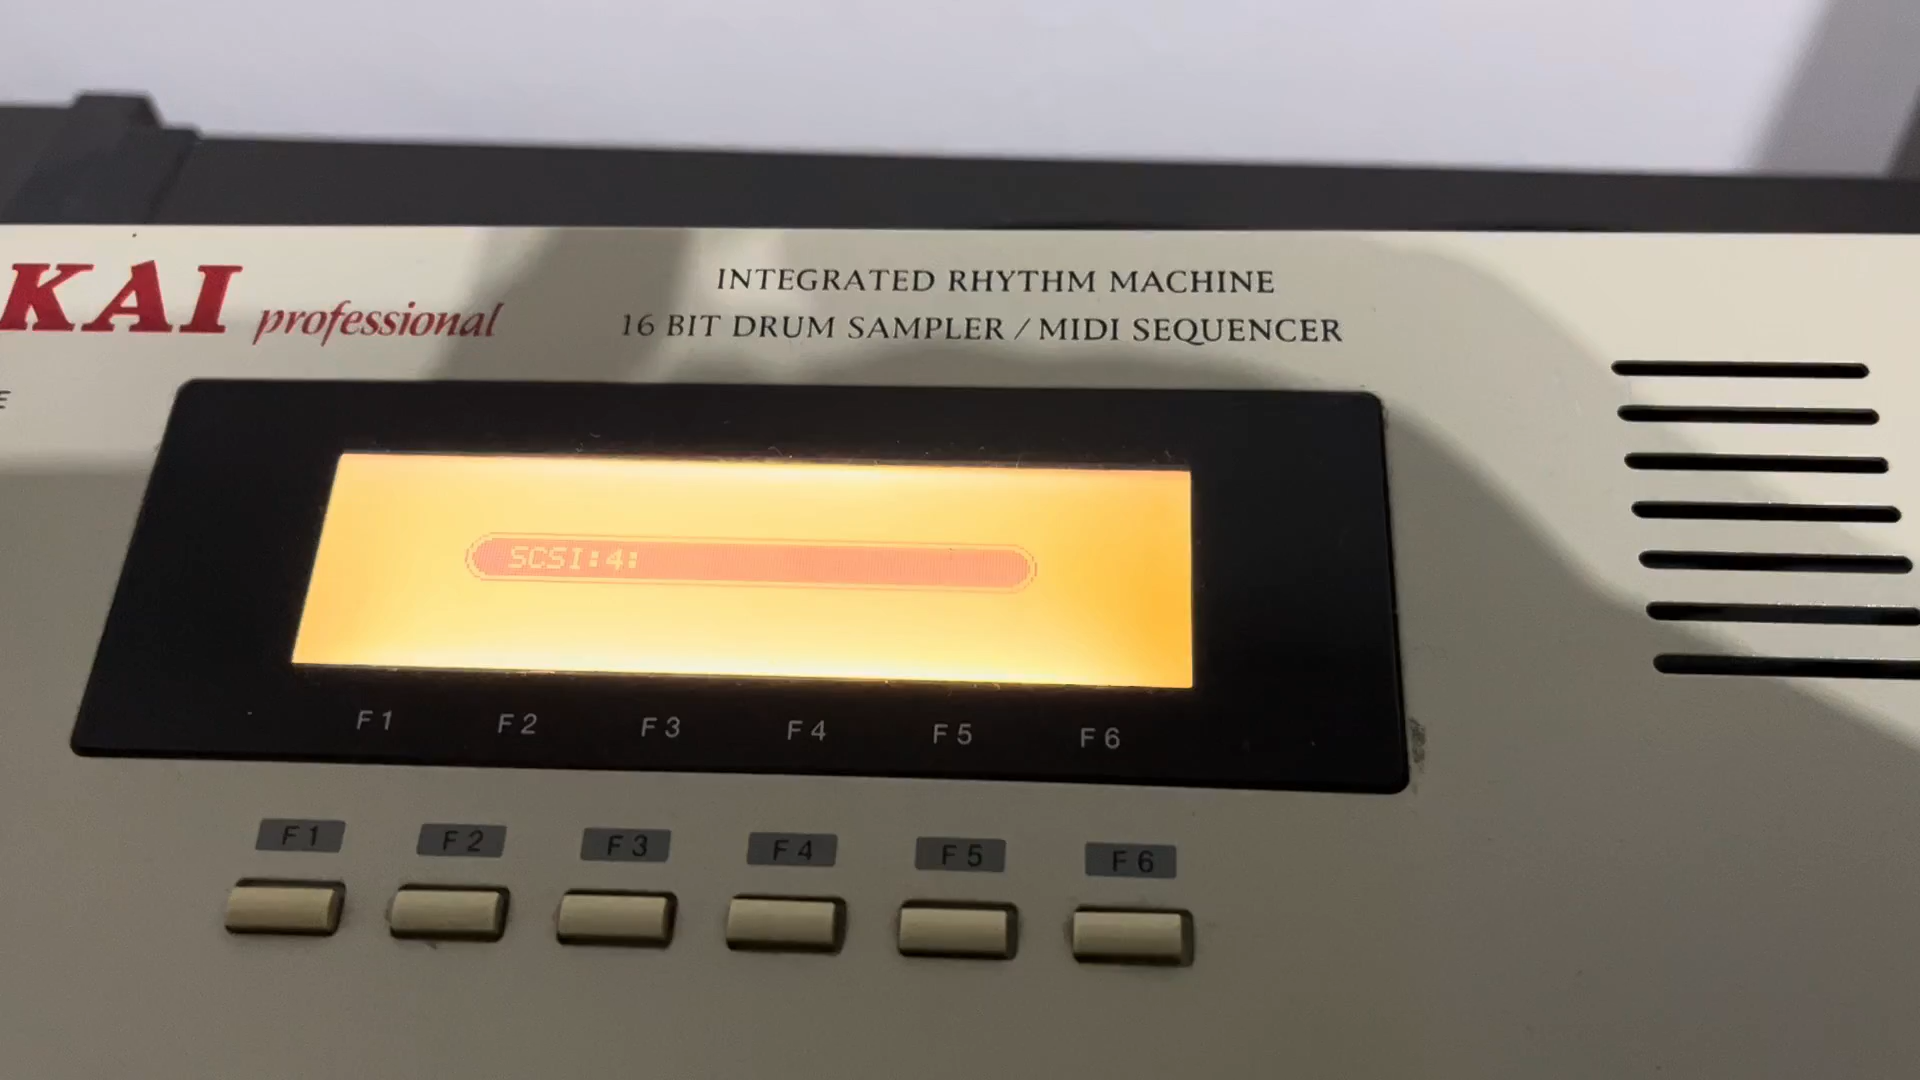 KAI professional
INTEGRATED RHYTHM MACHINE
16 BIT DRUM SAMPLER / MIDI SEQUENCER
E
SCSI:4:
F1 F2 F3 F4 F5 F6
F1 F2 F3 F4 F5 F6